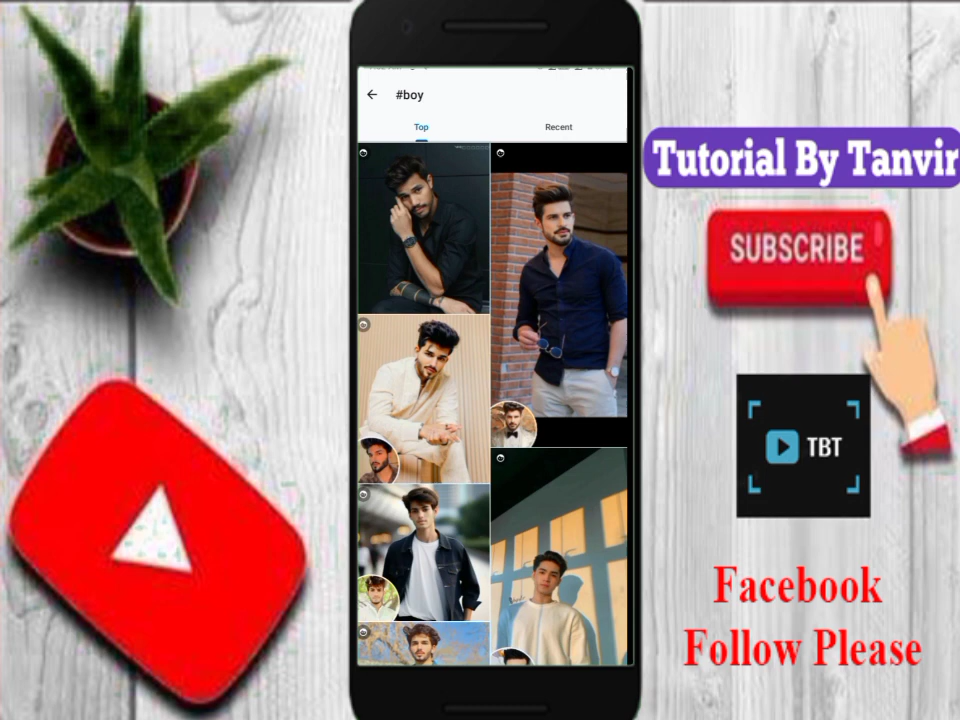 #boy
Top
Recent
Tutorial By Tanvir
SUBSCRIBE
TBT
Facebook
Follow Please